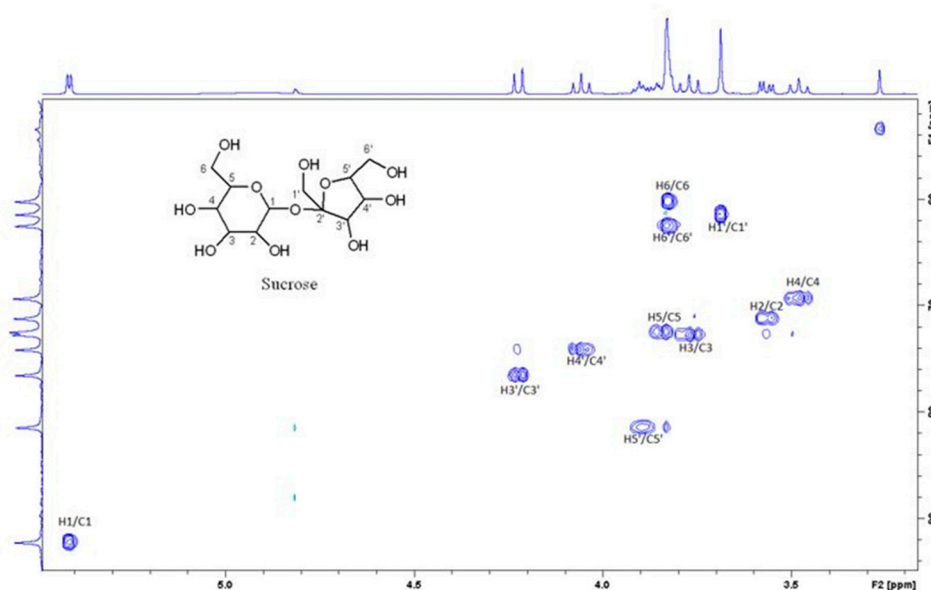 OH
6
5
O
4
HO
1
HO
3
2
OH
O
OH
1'
O
2'
6'
5'
OH
4'
OH
3'
OH
Sucrose
H6/C6
H6'/C6'
H1'/C1'
H4/C4
H2/C2
H5/C5
H3/C3
H4'/C4'
H3'/C3'
H5'/C5'
H1/C1
5.0
4.5
4.0
3.5
F2 [ppm]